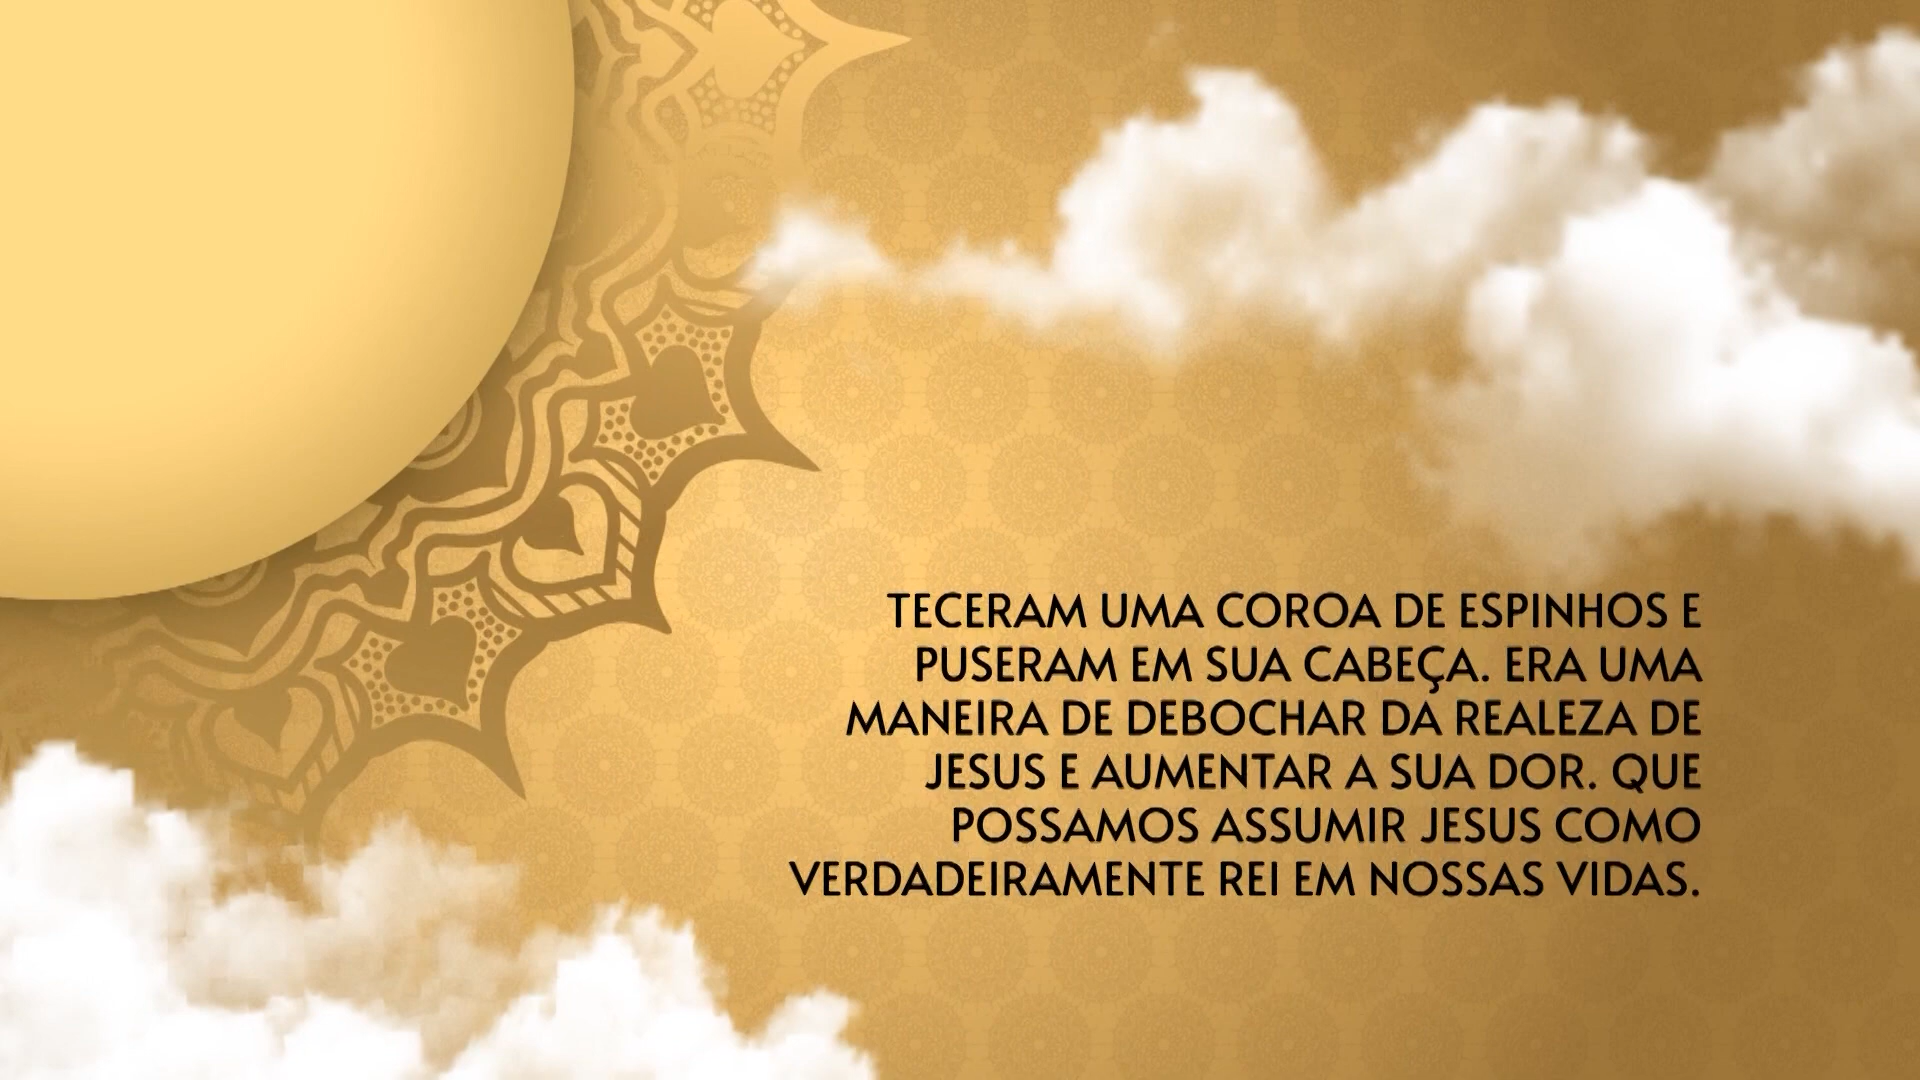 TECERAM UMA COROA DE ESPINHOS E
PUSERAM EM SUA CABEÇA. ERA UMA
MANEIRA DE DEBOCHAR DA REALEZA DE
JESUS E AUMENTAR A SUA DOR. QUE
POSSAMOS ASSUMIR JESUS COMO
VERDADEIRAMENTE REI EM NOSSAS VIDAS.